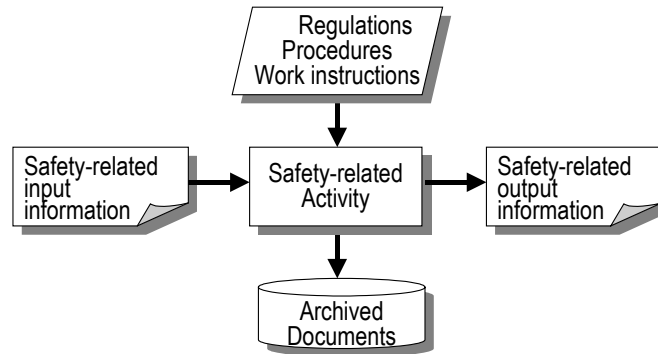 Regulations
Procedures
Work instructions
Safety-related
input
information
Safety-related
Activity
Safety-related
output
information
Archived
Documents